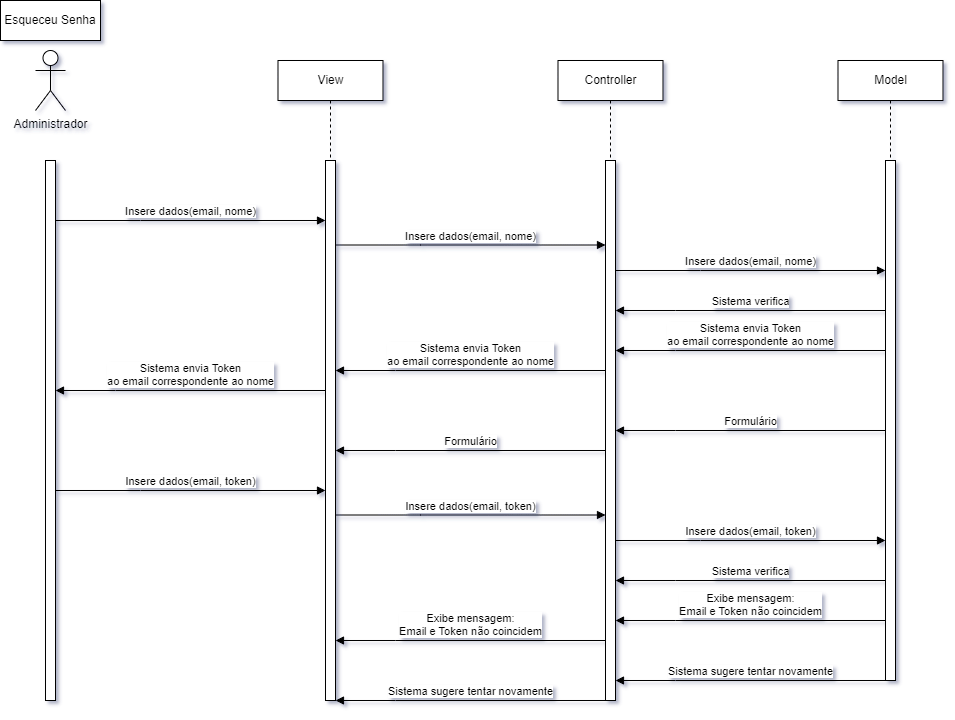 Esqueceu Senha
Administrador
View
Controller
Model
Insere dados(email, nome)
Insere dados(email, nome)
Insere dados(email, nome)
Sistema verifica
Sistema envia Token
ao email correspondente ao nome
Sistema envia Token
ao email correspondente ao nome
Sistema envia Token
ao email correspondente ao nome
Formulário
Formulário
Insere dados(email, token)
Insere dados(email, token)
Insere dados(email, token)
Sistema verifica
Exibe mensagem:
Email e Token não coincidem
Exibe mensagem:
Email e Token não coincidem
Sistema sugere tentar novamente
Sistema sugere tentar novamente